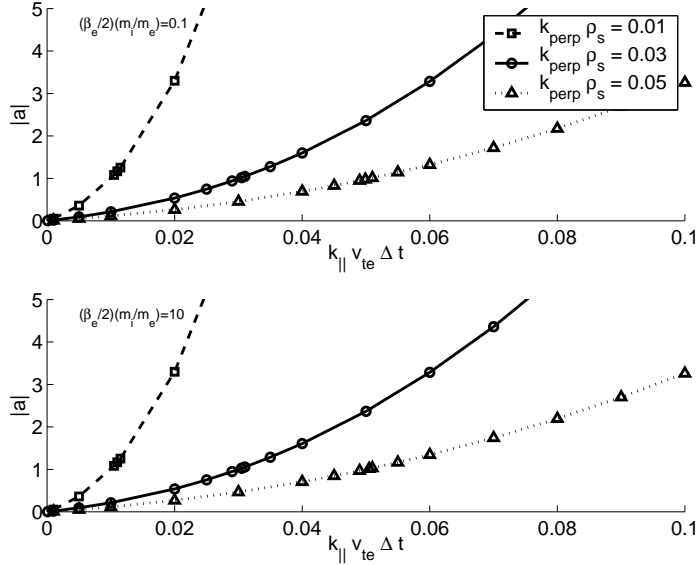 5
4
3
2
1
0
|a|
(β_e/2)(m_i/m_e)=0.1
k_perp ρ_s = 0.01
k_perp ρ_s = 0.03
k_perp ρ_s = 0.05
0 0.02 0.04 0.06 0.08 0.1
k_|| v_te Δ t
5
4
3
2
1
0
|a|
(β_e/2)(m_i/m_e)=10
0 0.02 0.04 0.06 0.08 0.1
k_|| v_te Δ t